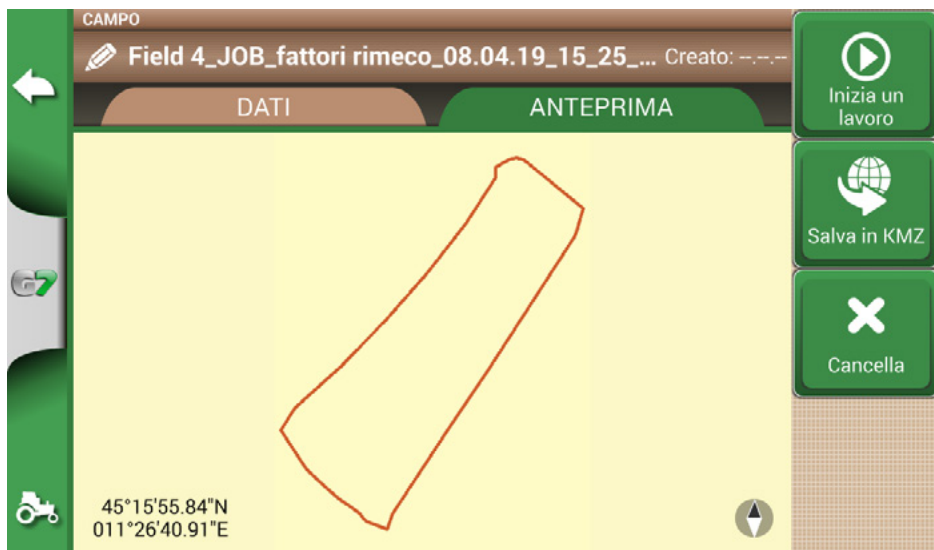 CAMPO
Field 4_JOB_fattori rimeco_08.04.19_15_25_... Creato: --.--.--
DATI
ANTEPRIMA
Inizia un
lavoro
Salva in KMZ
Cancella
G7
45°15'55.84"N
011°26'40.91"E